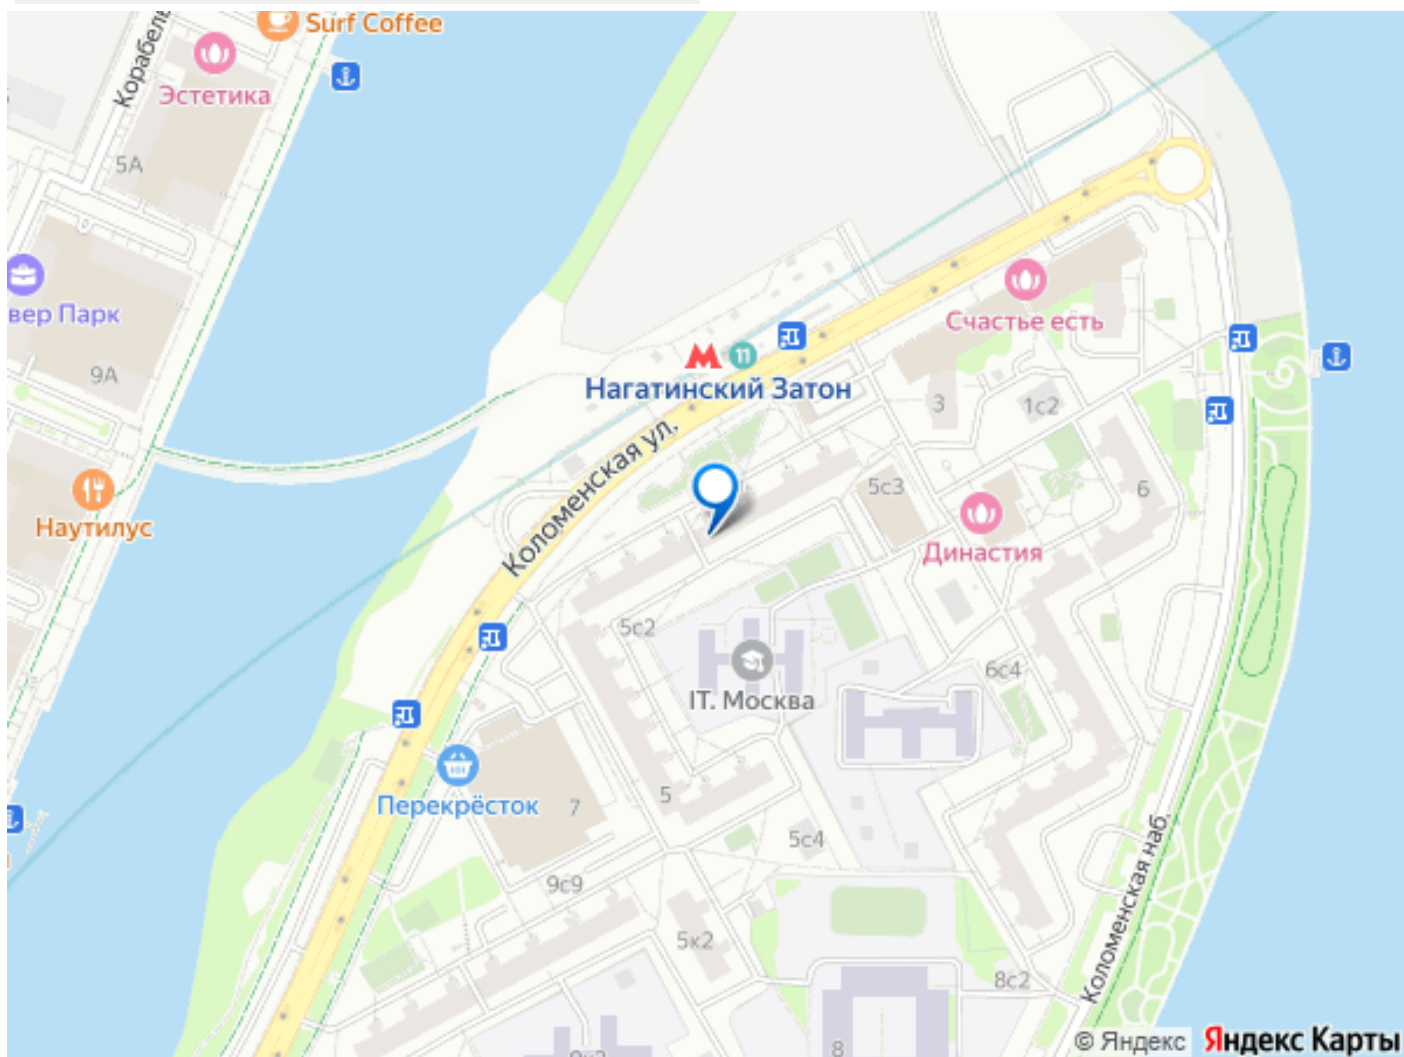 Surf Coffee
Корабель
Эстетика
5А
вер Парк
9А
Наутилус
Счастье есть
11
Нагатинский Затон
3
1с2
Коломенская ул.
5с3
6
Династия
5с2
6с4
IT. Москва
Перекрёсток
7
5
5с4
9с9
5к2
8с2
8
Коломенская наб.
© Яндекс Яндекс Карты